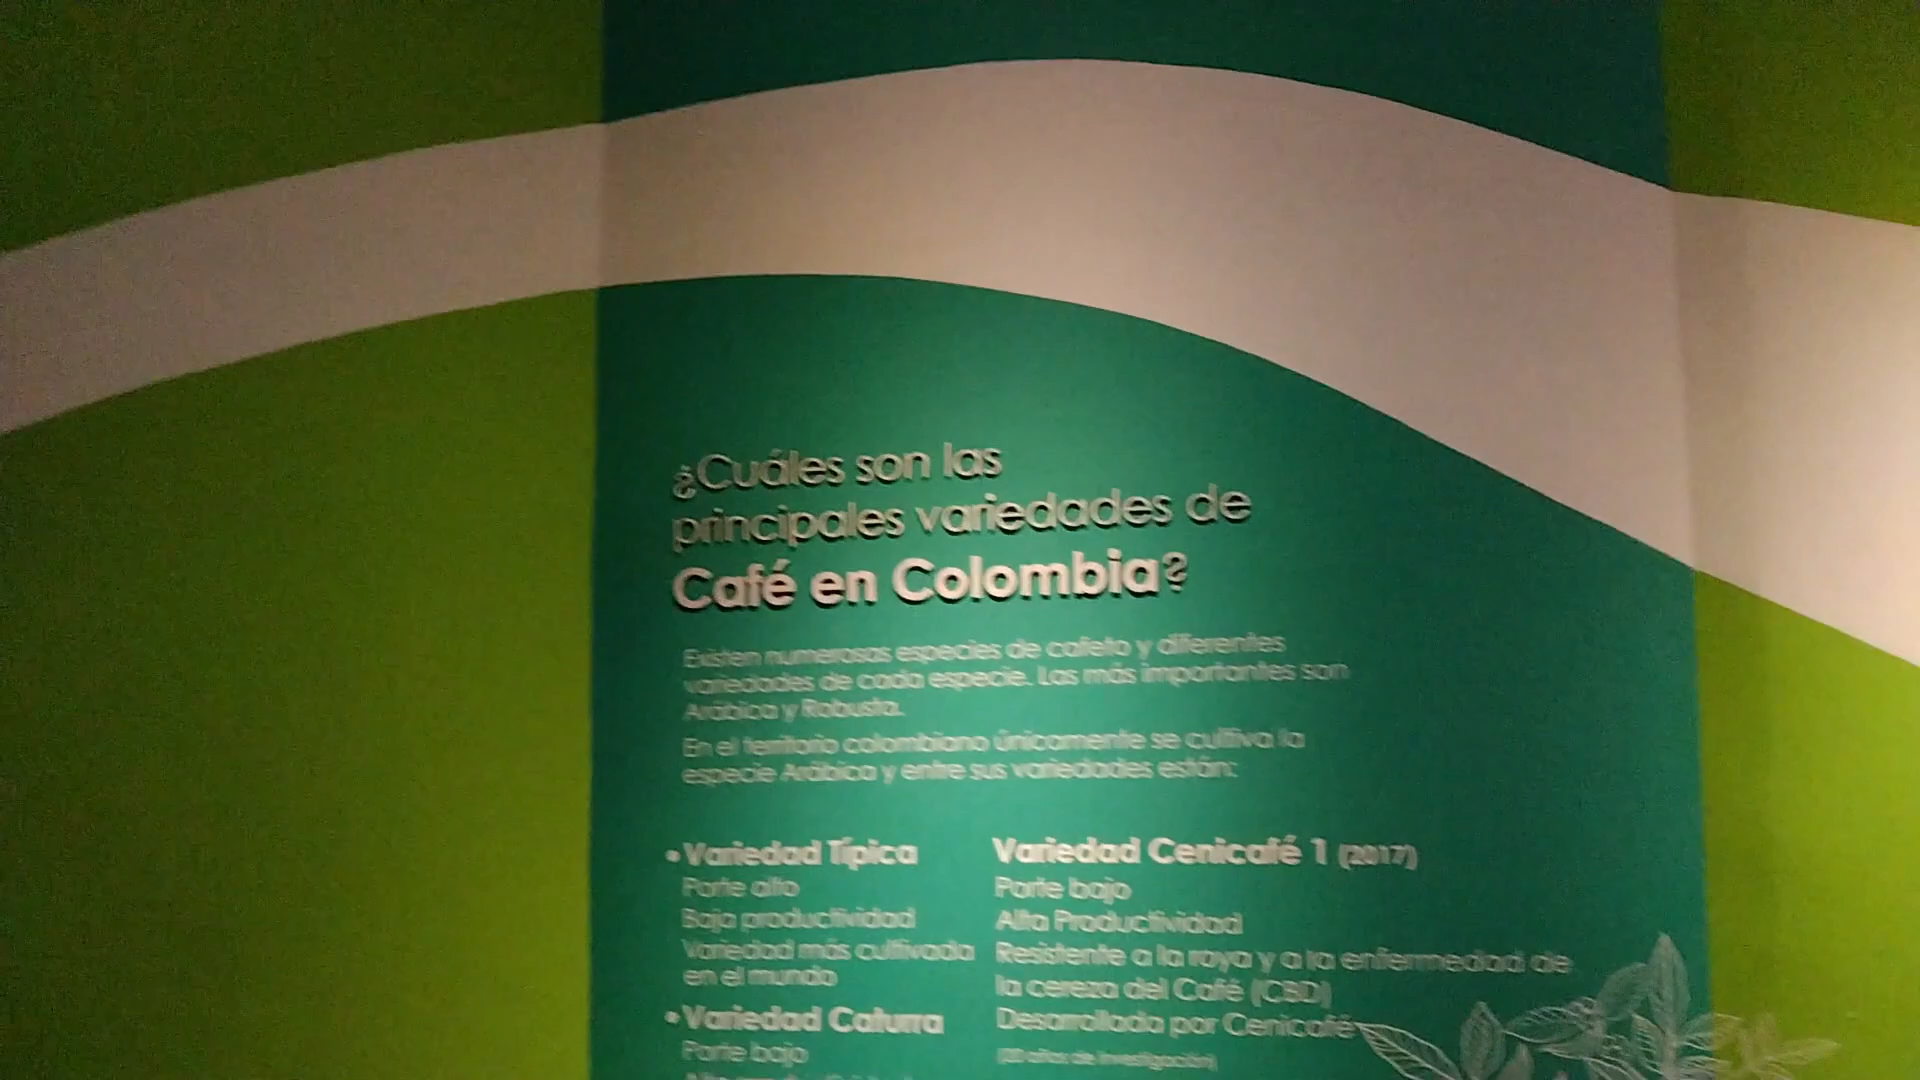 ¿Cuáles son las
principales variedades de
Café en Colombia?
Existen numerosas especies de cafeto y diferentes
variedades de cada especie. Las más importantes son
Arábica y Robusta.
En el territorio colombiano únicamente se cultiva la
especie Arábica y entre sus variedades están:
• Variedad Típica
Porte alto
Baja productividad
Variedad más cultivada
en el mundo
• Variedad Caturra
Porte bajo
Variedad Cenicafé 1 (2017)
Porte bajo
Alta Productividad
Resistente a la roya y a la enfermedad de
la cereza del Café (CBD)
Desarrollada por Cenicafé
años de investigación)